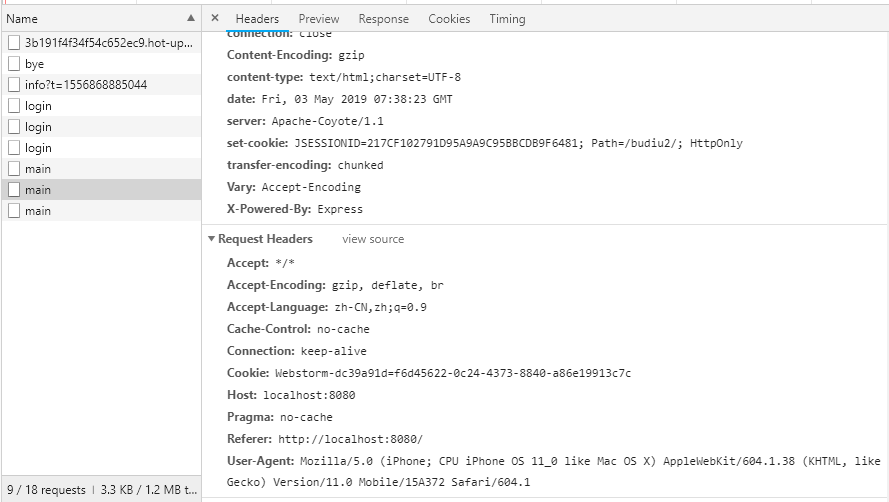 Name
× Headers Preview Response Cookies Timing
3b191f4f34f54c652ec9.hot-up...
bye
info?t=1556868885044
login
login
login
main
main
main
9 / 18 requests | 3.3 KB / 1.2 MB t...
connection: close
Content-Encoding: gzip
content-type: text/html;charset=UTF-8
date: Fri, 03 May 2019 07:38:23 GMT
server: Apache-Coyote/1.1
set-cookie: JSESSIONID=217CF102791D95A9A9C95BBCDB9F6481; Path=/budiu2/; HttpOnly
transfer-encoding: chunked
Vary: Accept-Encoding
X-Powered-By: Express
Request Headers view source
Accept: */*
Accept-Encoding: gzip, deflate, br
Accept-Language: zh-CN,zh;q=0.9
Cache-Control: no-cache
Connection: keep-alive
Cookie: Webstorm-dc39a91d=f6d45622-0c24-4373-8840-a86e19913c7c
Host: localhost:8080
Pragma: no-cache
Referer: http://localhost:8080/
User-Agent: Mozilla/5.0 (iPhone; CPU iPhone OS 11_0 like Mac OS X) AppleWebKit/604.1.38 (KHTML, like
Gecko) Version/11.0 Mobile/15A372 Safari/604.1